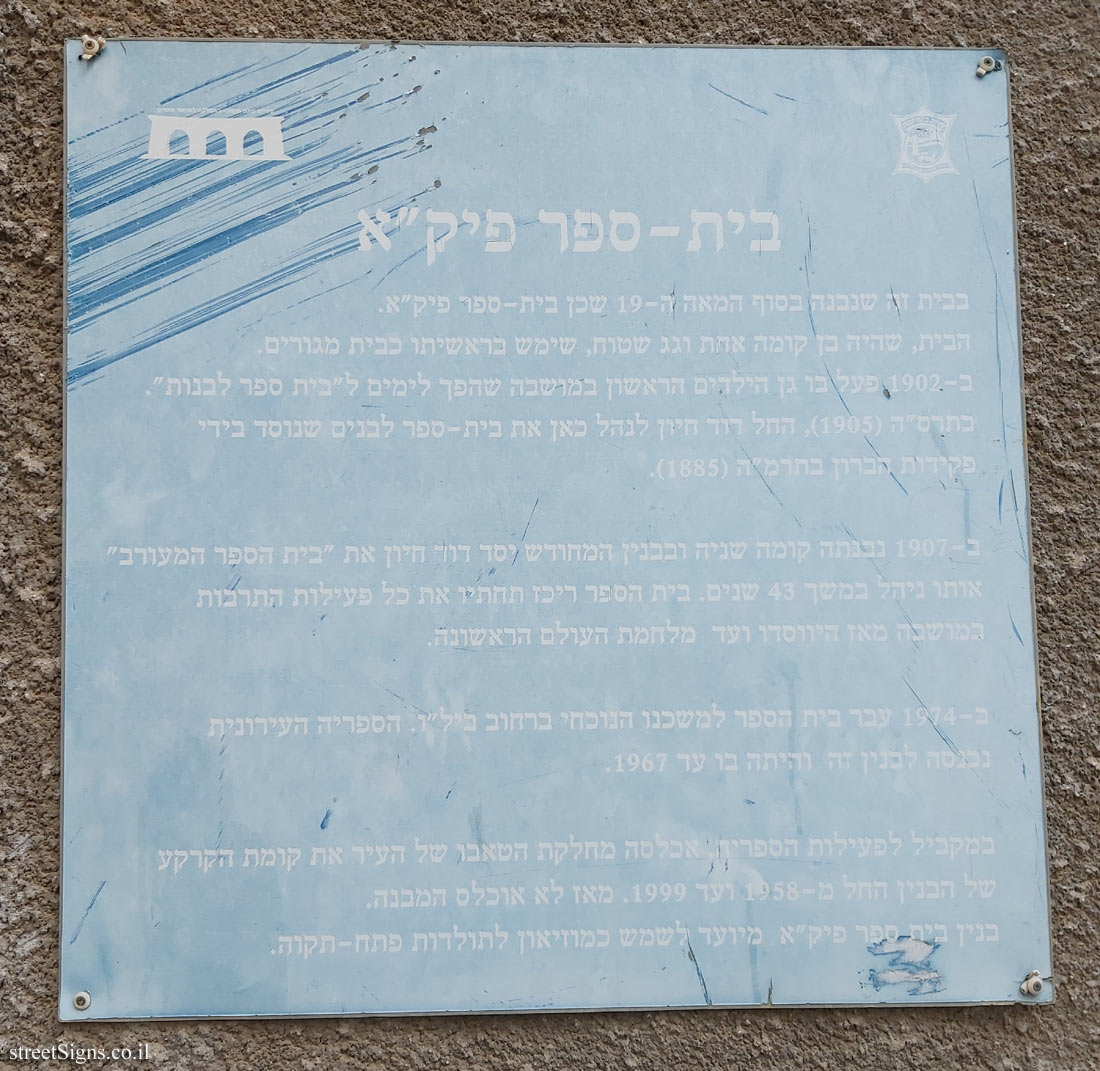 בית-ספר פיק"א
בבית זה שנבנה בסוף המאה ה-19 שכן בית-ספר פיק"א.
הבית, שהיה בן קומה אחת וגג שטוח, שימש בראשיתו כבית מגורים.
ב-1902 פעל בו גן הילדים הראשון במושבה שהפך לימים ל"בית ספר לבנות".
בתרס"ה (1905), החל דוד חיון לנהל כאן את בית-ספר לבנים שנוסד בידי
פקידות הברון בתרמ"ה (1885).
ב-1907 נבנתה קומה שניה ובבנין המחודש יסד דוד חיון את "בית הספר המעורב"
אותו ניהל במשך 43 שנים. בית הספר ריכז תחתיו את כל פעילות התרבות
במושבה מאז היווסדו ועד מלחמת העולם הראשונה.
ב-1974 עבר בית הספר למשכנו הנוכחי ברחוב ביל"ו. הספריה העירונית
נכנסה לבנין זה והיתה בו עד 1967.
במקביל לפעילות הספריה, אכלסה מחלקת הטאבו של העיר את קומת הקרקע
של הבנין החל מ-1958 ועד 1999. מאז לא אוכלס המבנה.
בנין בית ספר פיק"א מיועד לשמש כמוזיאון לתולדות פתח-תקוה.
streetSigns.co.il